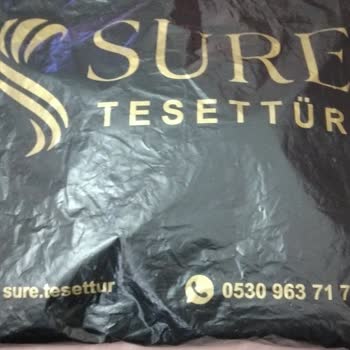 SURE
TESETTÜR
sure.tesettur
0530 963 71 7